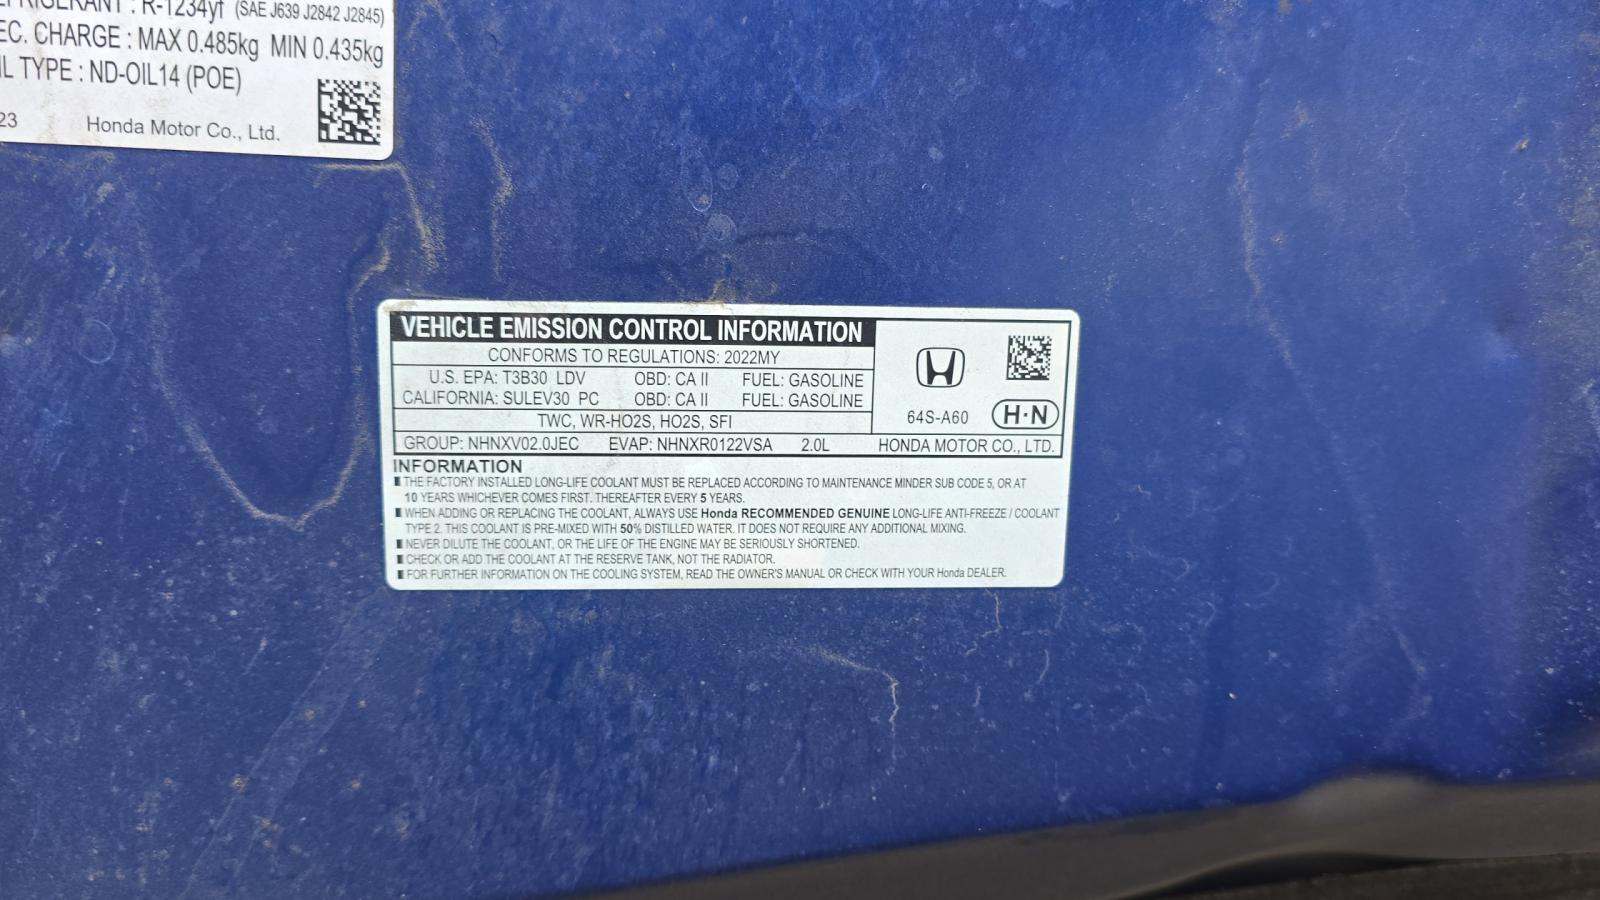 : R-1234yf (SAE J639 J2842 J2845)
EC. CHARGE : MAX 0.485kg MIN 0.435kg
IL TYPE : ND-OIL14 (POE)
23 Honda Motor Co., Ltd.
VEHICLE EMISSION CONTROL INFORMATION
CONFORMS TO REGULATIONS: 2022MY
U.S. EPA: T3B30 LDV OBD: CA II FUEL: GASOLINE
CALIFORNIA: SULEV30 PC OBD: CA II FUEL: GASOLINE
TWC, WR-HO2S, HO2S, SFI
64S-A60 H·N
GROUP: NHNXV02.0JEC EVAP: NHNXR0122VSA 2.0L HONDA MOTOR CO., LTD.
INFORMATION
THE FACTORY INSTALLED LONG-LIFE COOLANT MUST BE REPLACED ACCORDING TO MAINTENANCE MINDER SUB CODE 5, OR AT
10 YEARS WHICHEVER COMES FIRST. THEREAFTER EVERY 5 YEARS.
WHEN ADDING OR REPLACING THE COOLANT, ALWAYS USE Honda RECOMMENDED GENUINE LONG-LIFE ANTI-FREEZE / COOLANT
TYPE 2. THIS COOLANT IS PRE-MIXED WITH 50% DISTILLED WATER. IT DOES NOT REQUIRE ANY ADDITIONAL MIXING.
NEVER DILUTE THE COOLANT, OR THE LIFE OF THE ENGINE MAY BE SERIOUSLY SHORTENED.
CHECK OR ADD THE COOLANT AT THE RESERVE TANK, NOT THE RADIATOR.
FOR FURTHER INFORMATION ON THE COOLING SYSTEM, READ THE OWNER'S MANUAL OR CHECK WITH YOUR Honda DEALER.